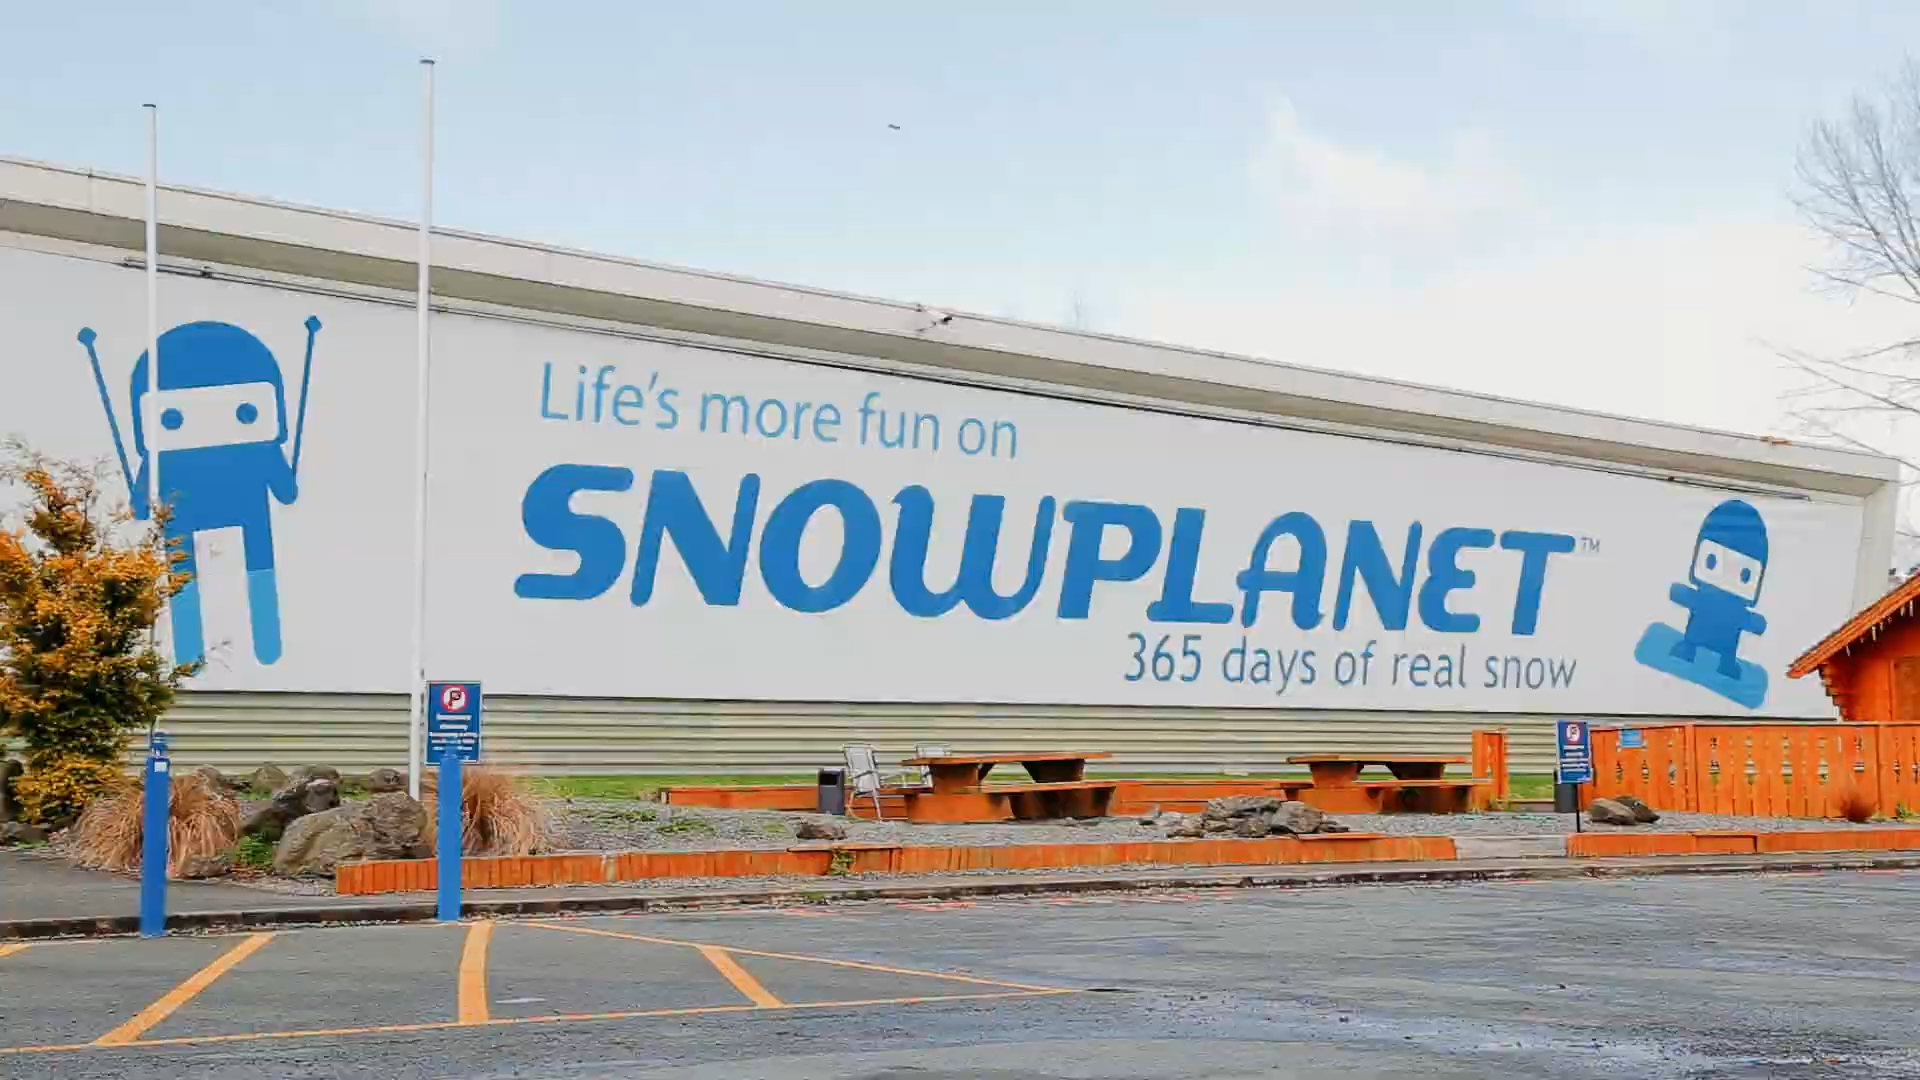 Life's more fun on
SNOWPLANET™
365 days of real snow
P
P